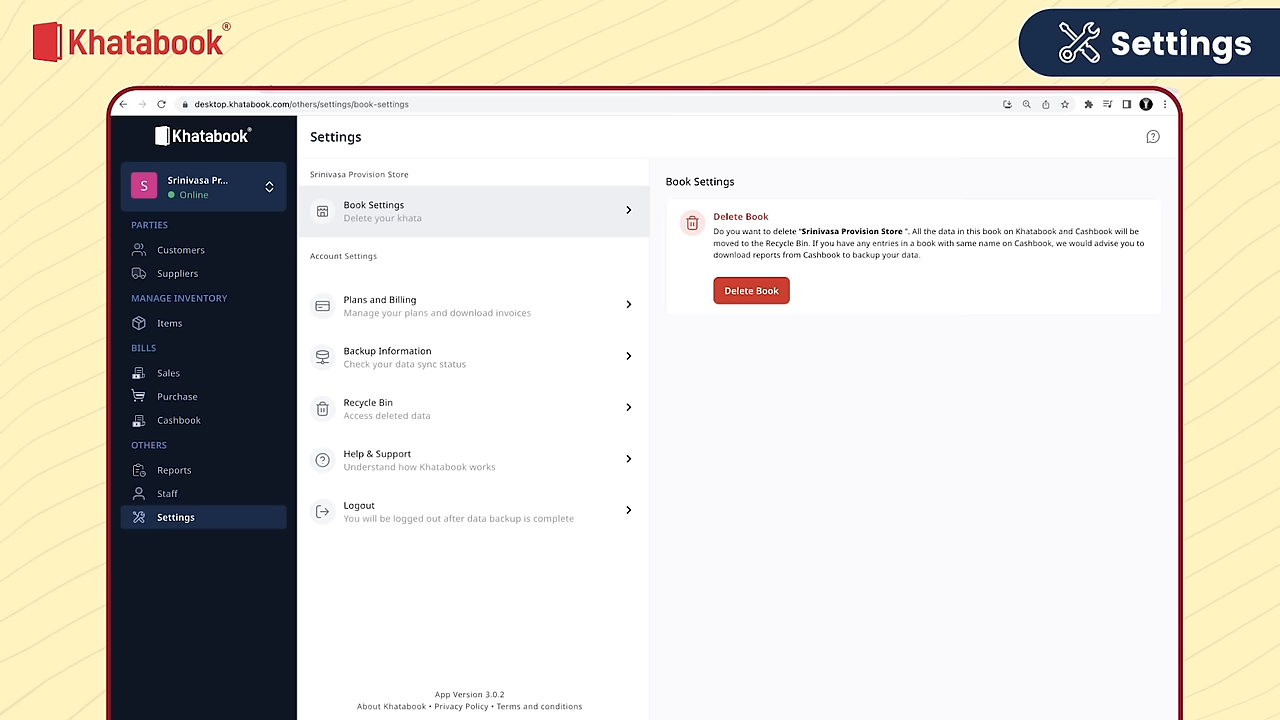 Khatabook®
Settings
desktop.khatabook.com/others/settings/book-settings
Khatabook®
S
Srinivasa Pr...
Online
PARTIES
Customers
Suppliers
MANAGE INVENTORY
Items
BILLS
Sales
Purchase
Cashbook
OTHERS
Reports
Staff
Settings
Settings
Srinivasa Provision Store
Book Settings
Delete your khata
Account Settings
Plans and Billing
Manage your plans and download invoices
Backup Information
Check your data sync status
Recycle Bin
Access deleted data
Help & Support
Understand how Khatabook works
Logout
You will be logged out after data backup is complete
App Version 3.0.2
About Khatabook • Privacy Policy • Terms and conditions
Book Settings
Delete Book
Do you want to delete "Srinivasa Provision Store ". All the data in this book on Khatabook and Cashbook will be
moved to the Recycle Bin. If you have any entries in a book with same name on Cashbook, we would advise you to
download reports from Cashbook to backup your data.
Delete Book